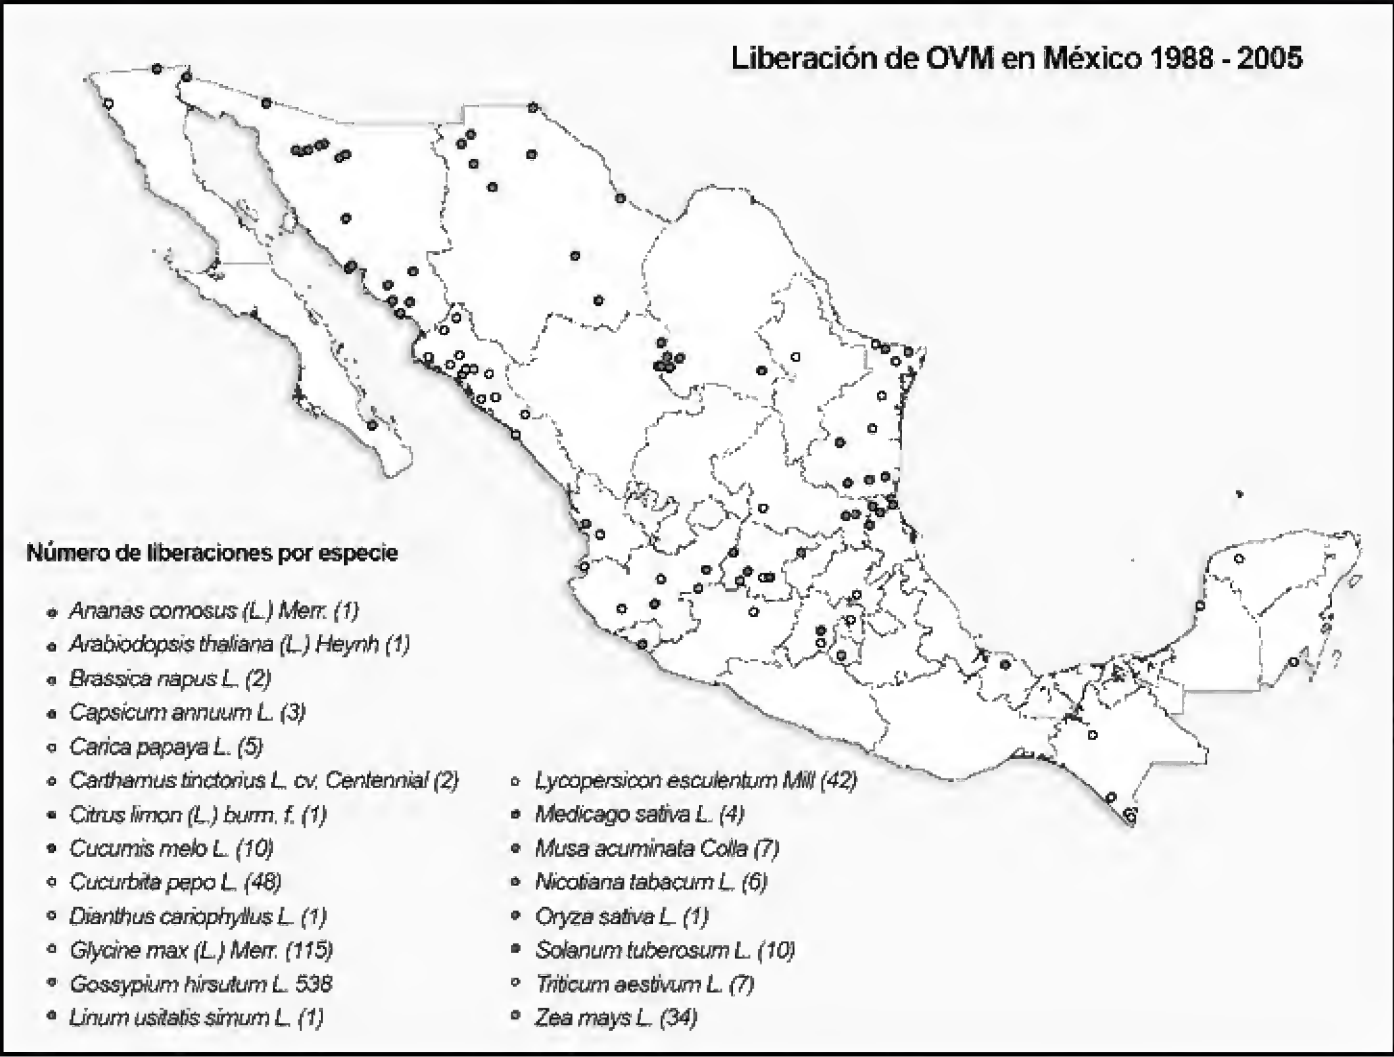 Liberación de OVM en México 1988 - 2005
Número de liberaciones por especie
Ananas comosus (L.) Merr. (1)
Arabiodopsis thaliana (L.) Heynh (1)
Brassica napus L. (2)
Capsicum annuum L. (3)
Carica papaya L. (5)
Carthamus tinctorius L. cv. Centennial (2)
Citrus limon (L.) burm. f. (1)
Cucumis melo L. (10)
Cucurbita pepo L. (48)
Dianthus cariophyllus L. (1)
Glycine max (L.) Merr. (115)
Gossypium hirsutum L. 538
Linum usitatis simum L. (1)
Lycopersicon esculentum Mill (42)
Medicago sativa L. (4)
Musa acuminata Colla (7)
Nicotiana tabacum L. (6)
Oryza sativa L. (1)
Solanum tuberosum L. (10)
Triticum aestivum L. (7)
Zea mays L. (34)